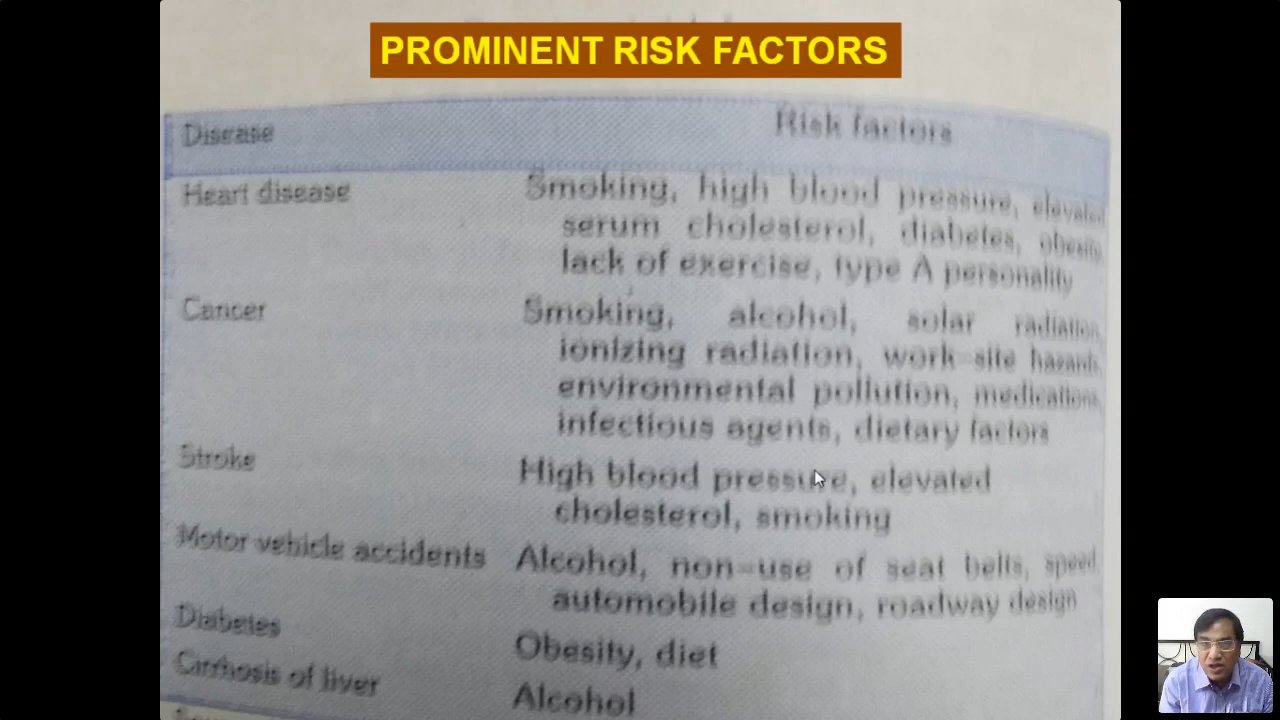 PROMINENT RISK FACTORS
Disease Risk factors
Heart disease Smoking, high blood pressure, elevated
serum cholesterol, diabetes, obesity,
lack of exercise, type A personality
Cancer Smoking, alcohol, solar radiation,
ionizing radiation, work-site hazards,
environmental pollution, medications,
infectious agents, dietary factors
Stroke High blood pressure, elevated
cholesterol, smoking
Motor vehicle accidents Alcohol, non-use of seat belts, speed,
automobile design, roadway design
Diabetes Obesity, diet
Cirrhosis of liver Alcohol